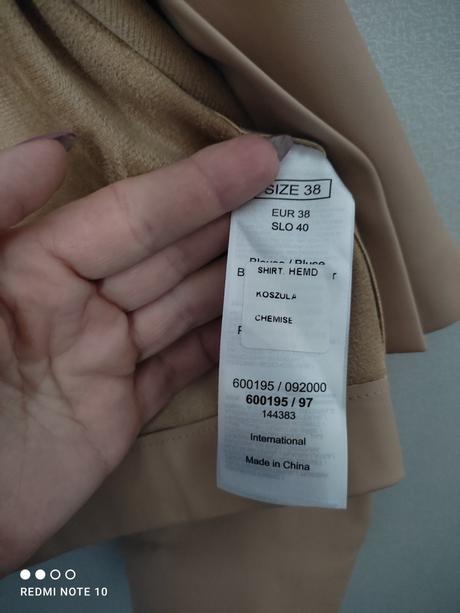 SIZE 38
EUR 38
SLO 40
SHIRT. HEMD
KOSZULA
CHEMISE
600195 / 092000
600195 / 97
144383
International
Made in China
REDMI NOTE 10